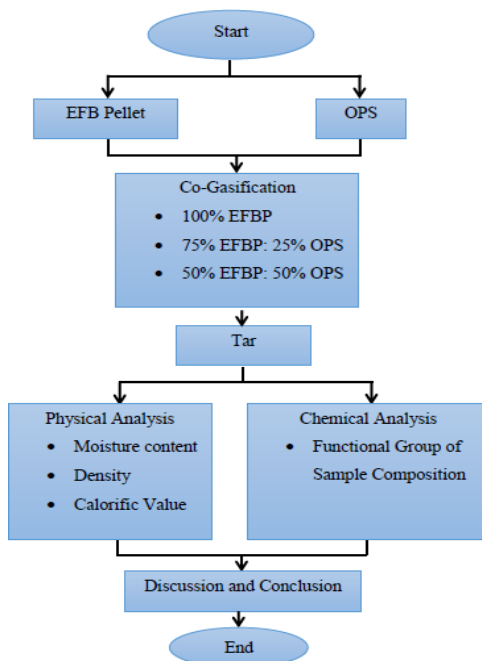 Start
EFB Pellet
OPS
Co-Gasification
• 100% EFBP
• 75% EFBP: 25% OPS
• 50% EFBP: 50% OPS
Tar
Physical Analysis
• Moisture content
• Density
• Calorific Value
Chemical Analysis
• Functional Group of
Sample Composition
Discussion and Conclusion
End